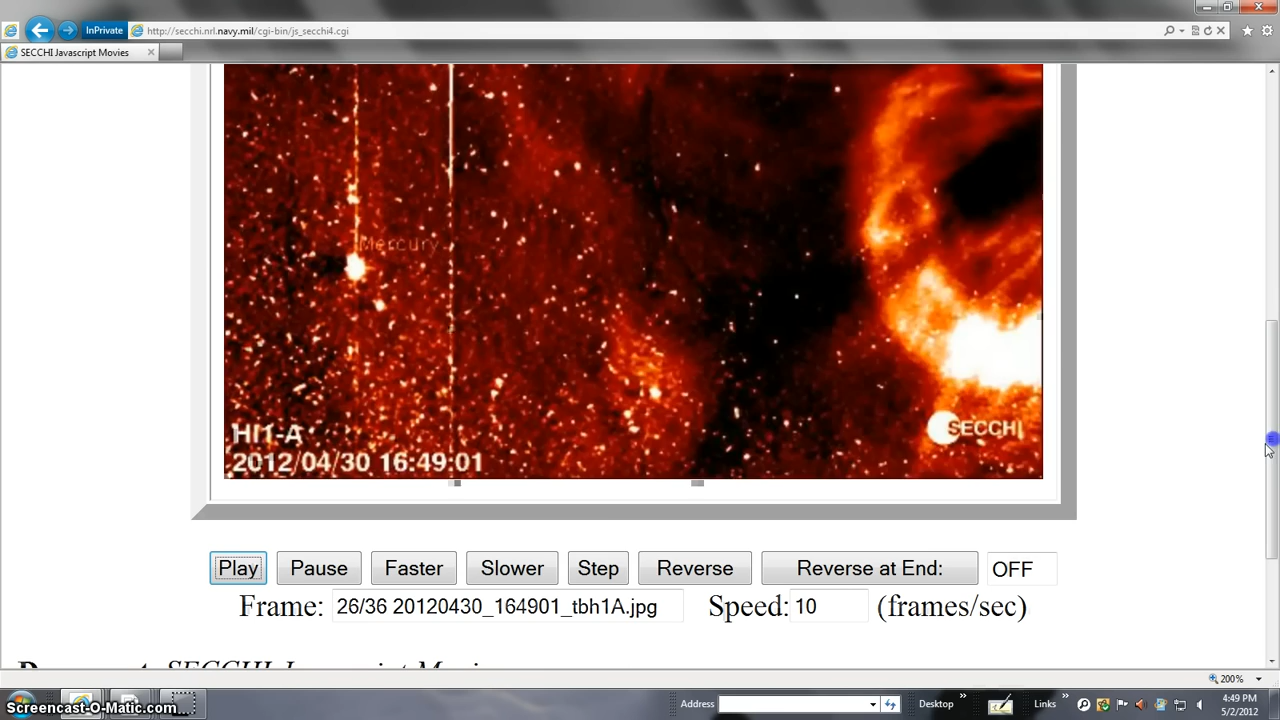 InPrivate
http://secchi.nrl.navy.mil/cgi-bin/js_secchi4.cgi
SECCHI Javascript Movies
Mercury
HI1-A
2012/04/30 16:49:01
SECCHI
Play
Pause
Faster
Slower
Step
Reverse
Reverse at End:
OFF
Frame: 26/36 20120430_164901_tbh1A.jpg
Speed: 10 (frames/sec)
200%
Screencast-O-Matic.com
Address
Desktop
Links
4:49 PM
5/2/2012